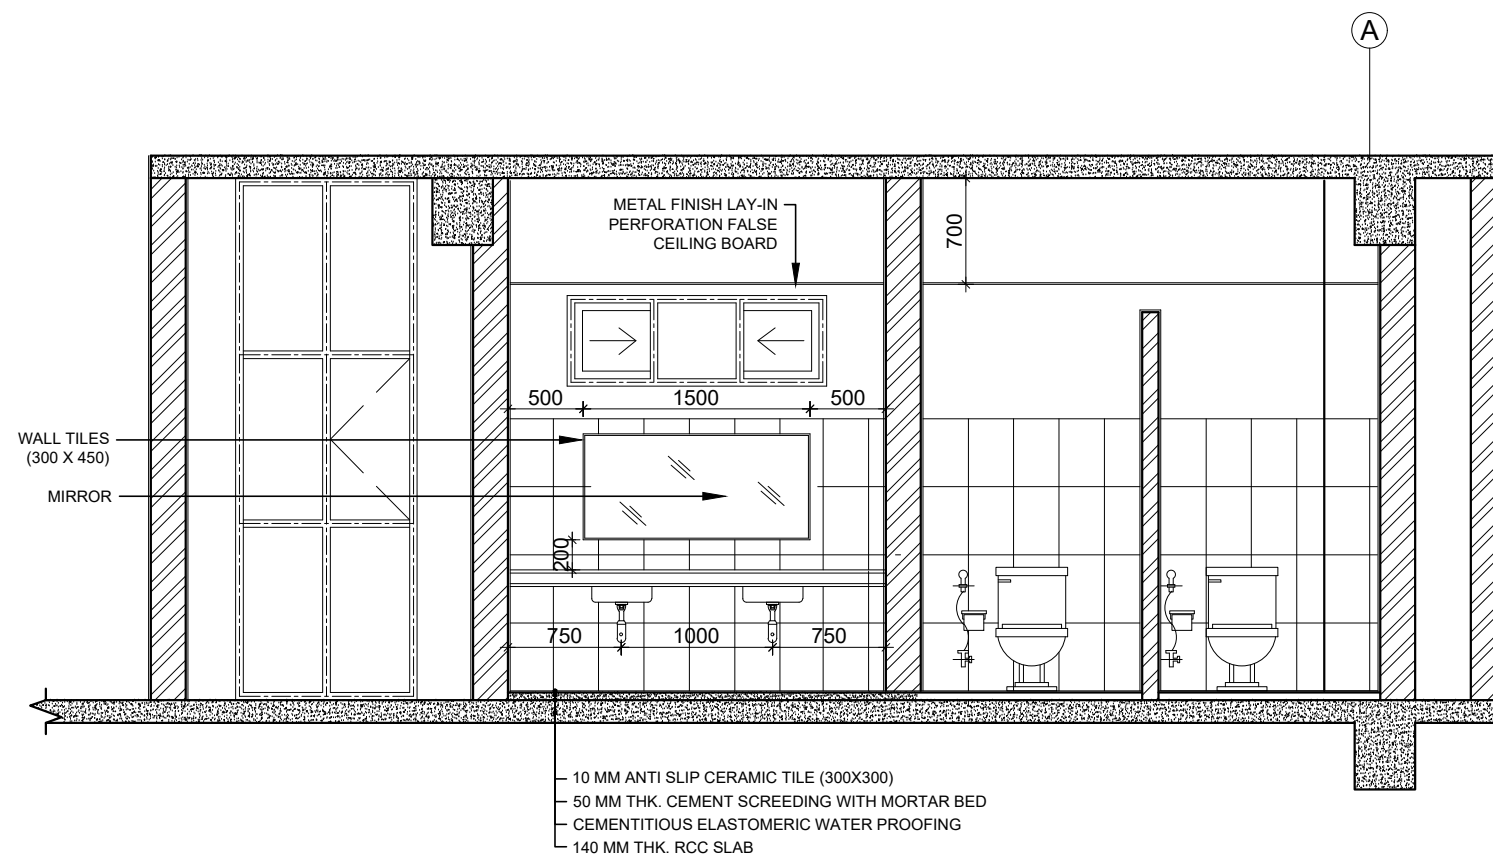 A
METAL FINISH LAY-IN
PERFORATION FALSE
CEILING BOARD
700
500
1500
500
WALL TILES
(300 X 450)
MIRROR
200
750
1000
750
10 MM ANTI SLIP CERAMIC TILE (300X300)
50 MM THK. CEMENT SCREEDING WITH MORTAR BED
CEMENTITIOUS ELASTOMERIC WATER PROOFING
140 MM THK. RCC SLAB